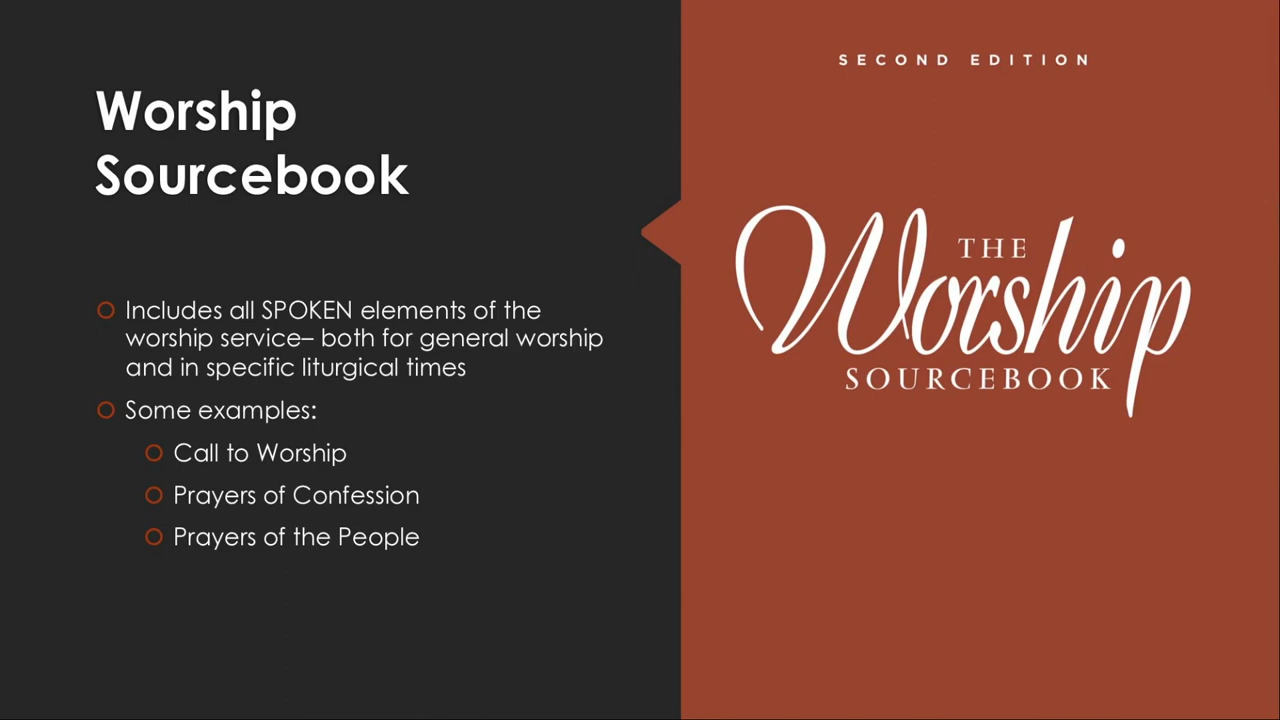 Worship
Sourcebook
Includes all SPOKEN elements of the
worship service– both for general worship
and in specific liturgical times
Some examples:
Call to Worship
Prayers of Confession
Prayers of the People
SECOND EDITION
THE
Worship
SOURCEBOOK